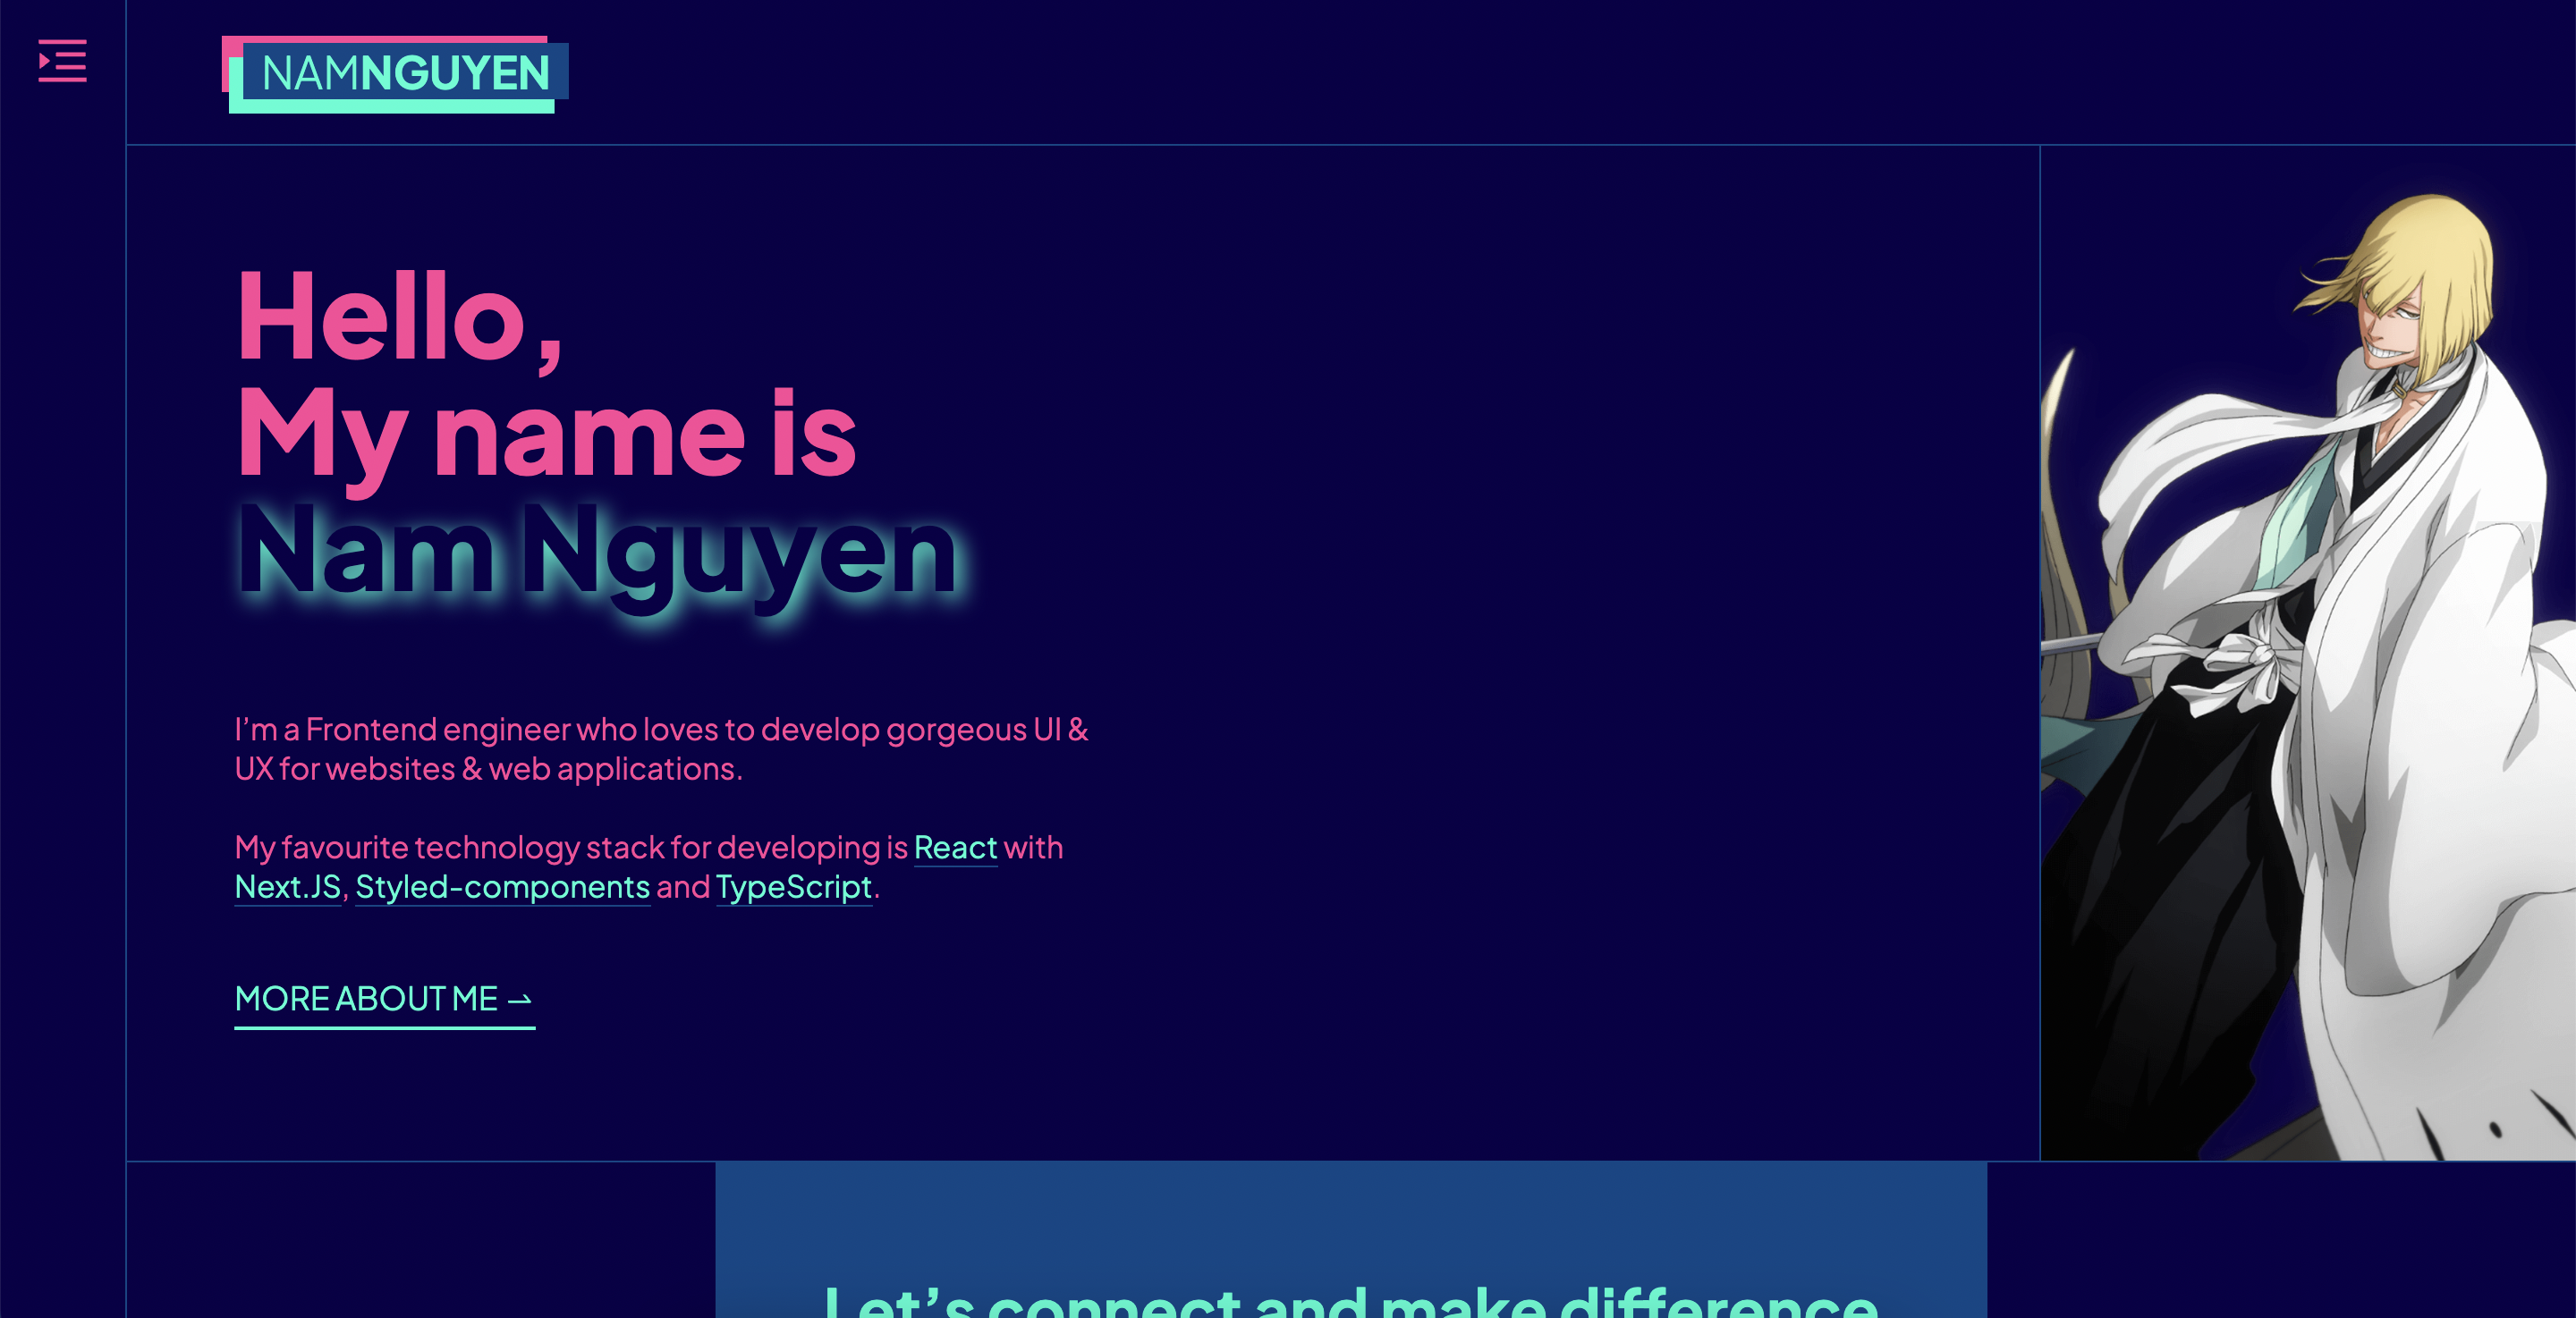 NAMNGUYEN
Hello,
My name is
Nam Nguyen
I’m a Frontend engineer who loves to develop gorgeous UI &
UX for websites & web applications.
My favourite technology stack for developing is React with
Next.JS, Styled-components and TypeScript.
MORE ABOUT ME ⇀
Let’s connect and make difference